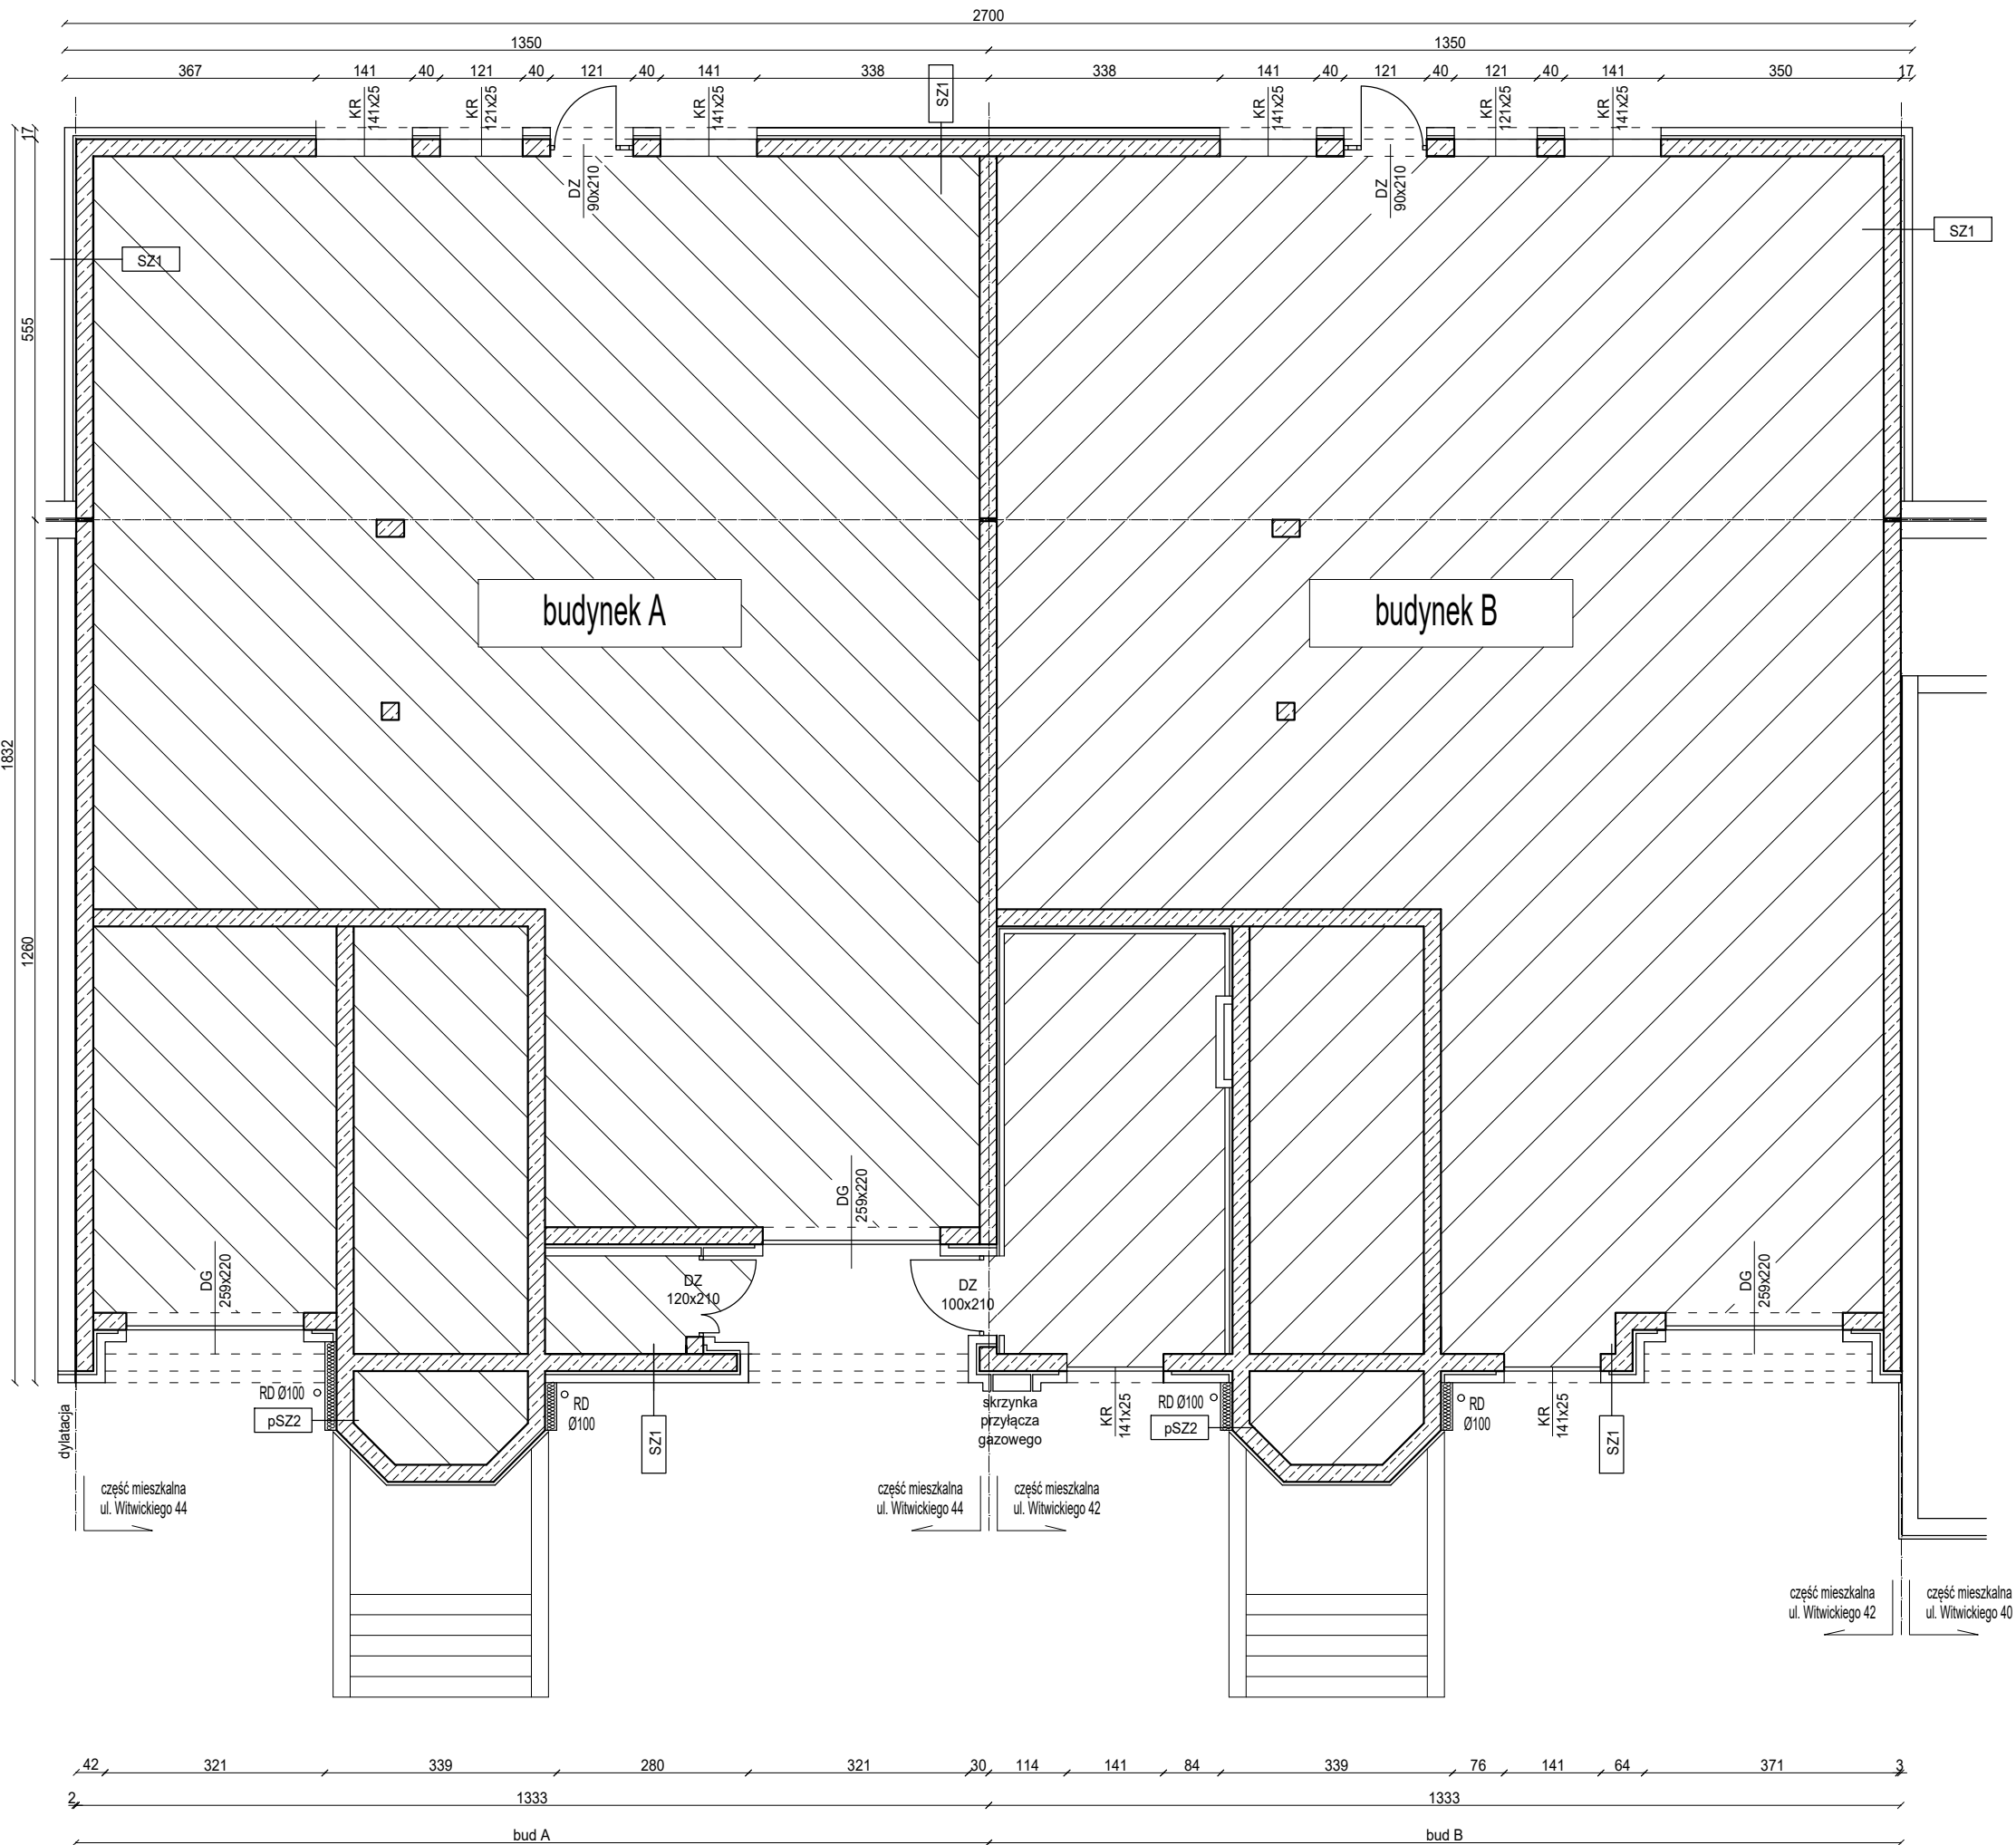 2700
1350 1350
367 141 40 121 40 121 40 141 338 338 141 40 121 40 121 40 141 350 17
KR
141x25
KR
121x25
KR
141x25
SZ1
KR
141x25
KR
121x25
KR
141x25
17
DZ
90x210
DZ
90x210
SZ1
SZ1
555
budynek A
budynek B
1832
1260
DG
259x220
DG
259x220
DG
259x220
DZ
120x210
DZ
100x210
RD Ø100
pSZ2
RD
Ø100
SZ1
skrzynka
przyłącza
gazowego
KR
141x25
RD Ø100
pSZ2
RD
Ø100
KR
141x25
SZ1
dylatacja
część mieszkalna
ul. Witwickiego 44
część mieszkalna
ul. Witwickiego 44
część mieszkalna
ul. Witwickiego 42
część mieszkalna
ul. Witwickiego 42
część mieszkalna
ul. Witwickiego 40
42 321 339 280 321 30 114 141 84 339 76 141 64 371 3
2 1333 1333
bud A bud B